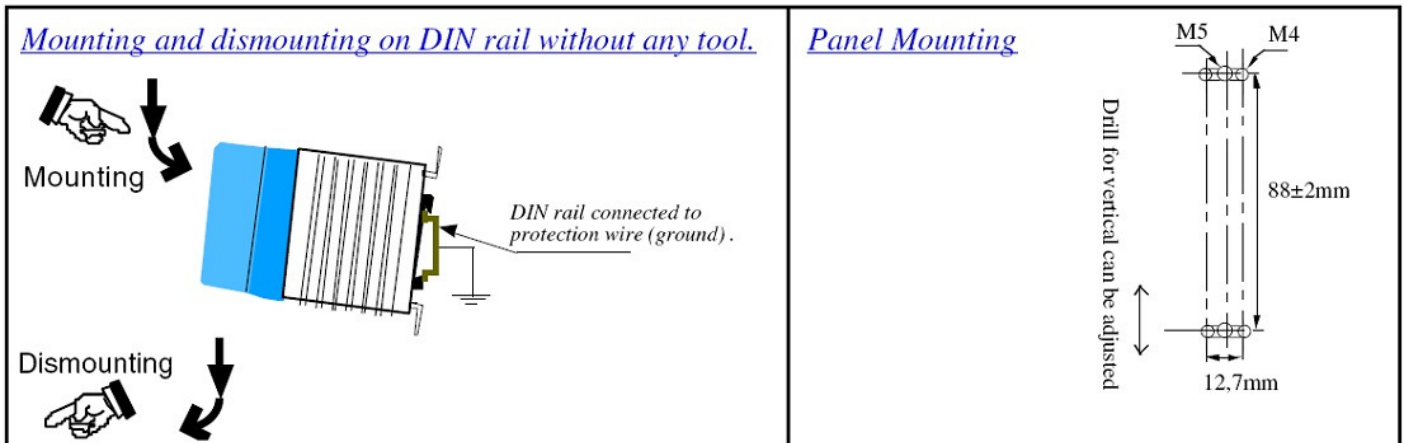 Mounting and dismounting on DIN rail without any tool.
Mounting
DIN rail connected to
protection wire (ground) .
Dismounting
Panel Mounting
M5
M4
Drill for vertical can be adjusted
88±2mm
12,7mm